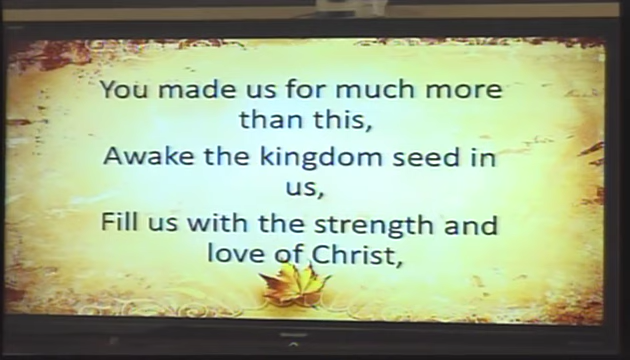 You made us for much more
than this,
Awake the kingdom seed in
us,
Fill us with the strength and
love of Christ,